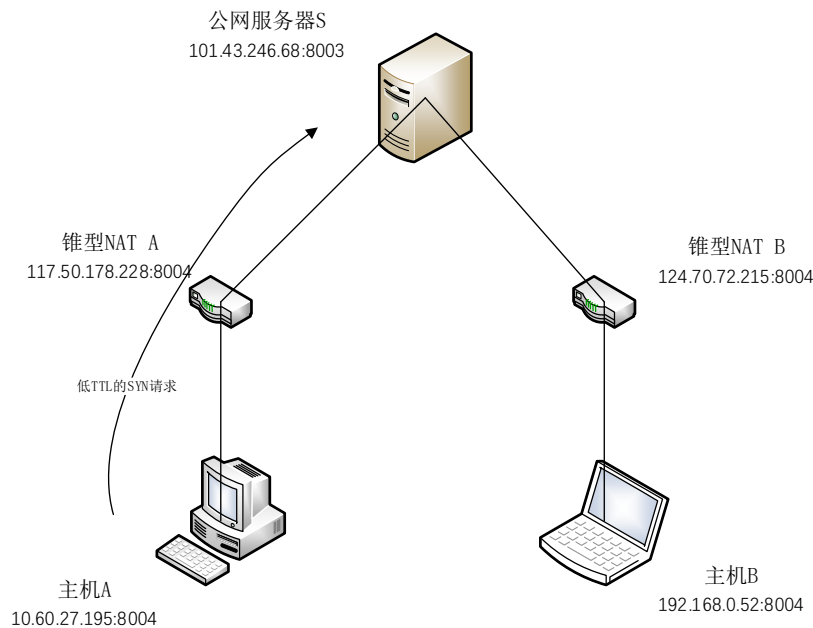 公网服务器S
101.43.246.68:8003
锥型NAT A
117.50.178.228:8004
锥型NAT B
124.70.72.215:8004
低TTL的SYN请求
主机A
10.60.27.195:8004
主机B
192.168.0.52:8004